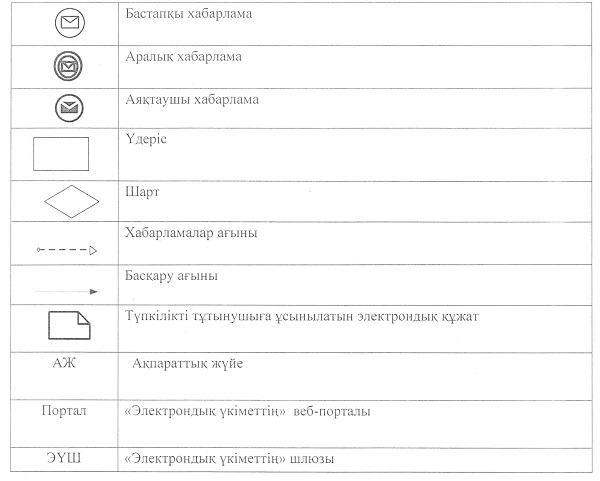 Бастапқы хабарлама
Аралық хабарлама
Аяқтаушы хабарлама
Үдеріс
Шарт
Хабарламалар ағыны
Басқару ағыны
Түпкілікті тұтынушыға ұсынылатын электрондық құжат
АЖ Ақпараттық жүйе
Портал «Электрондық үкіметтің» веб-порталы
ЭҮШ «Электрондық үкіметтің» шлюзы